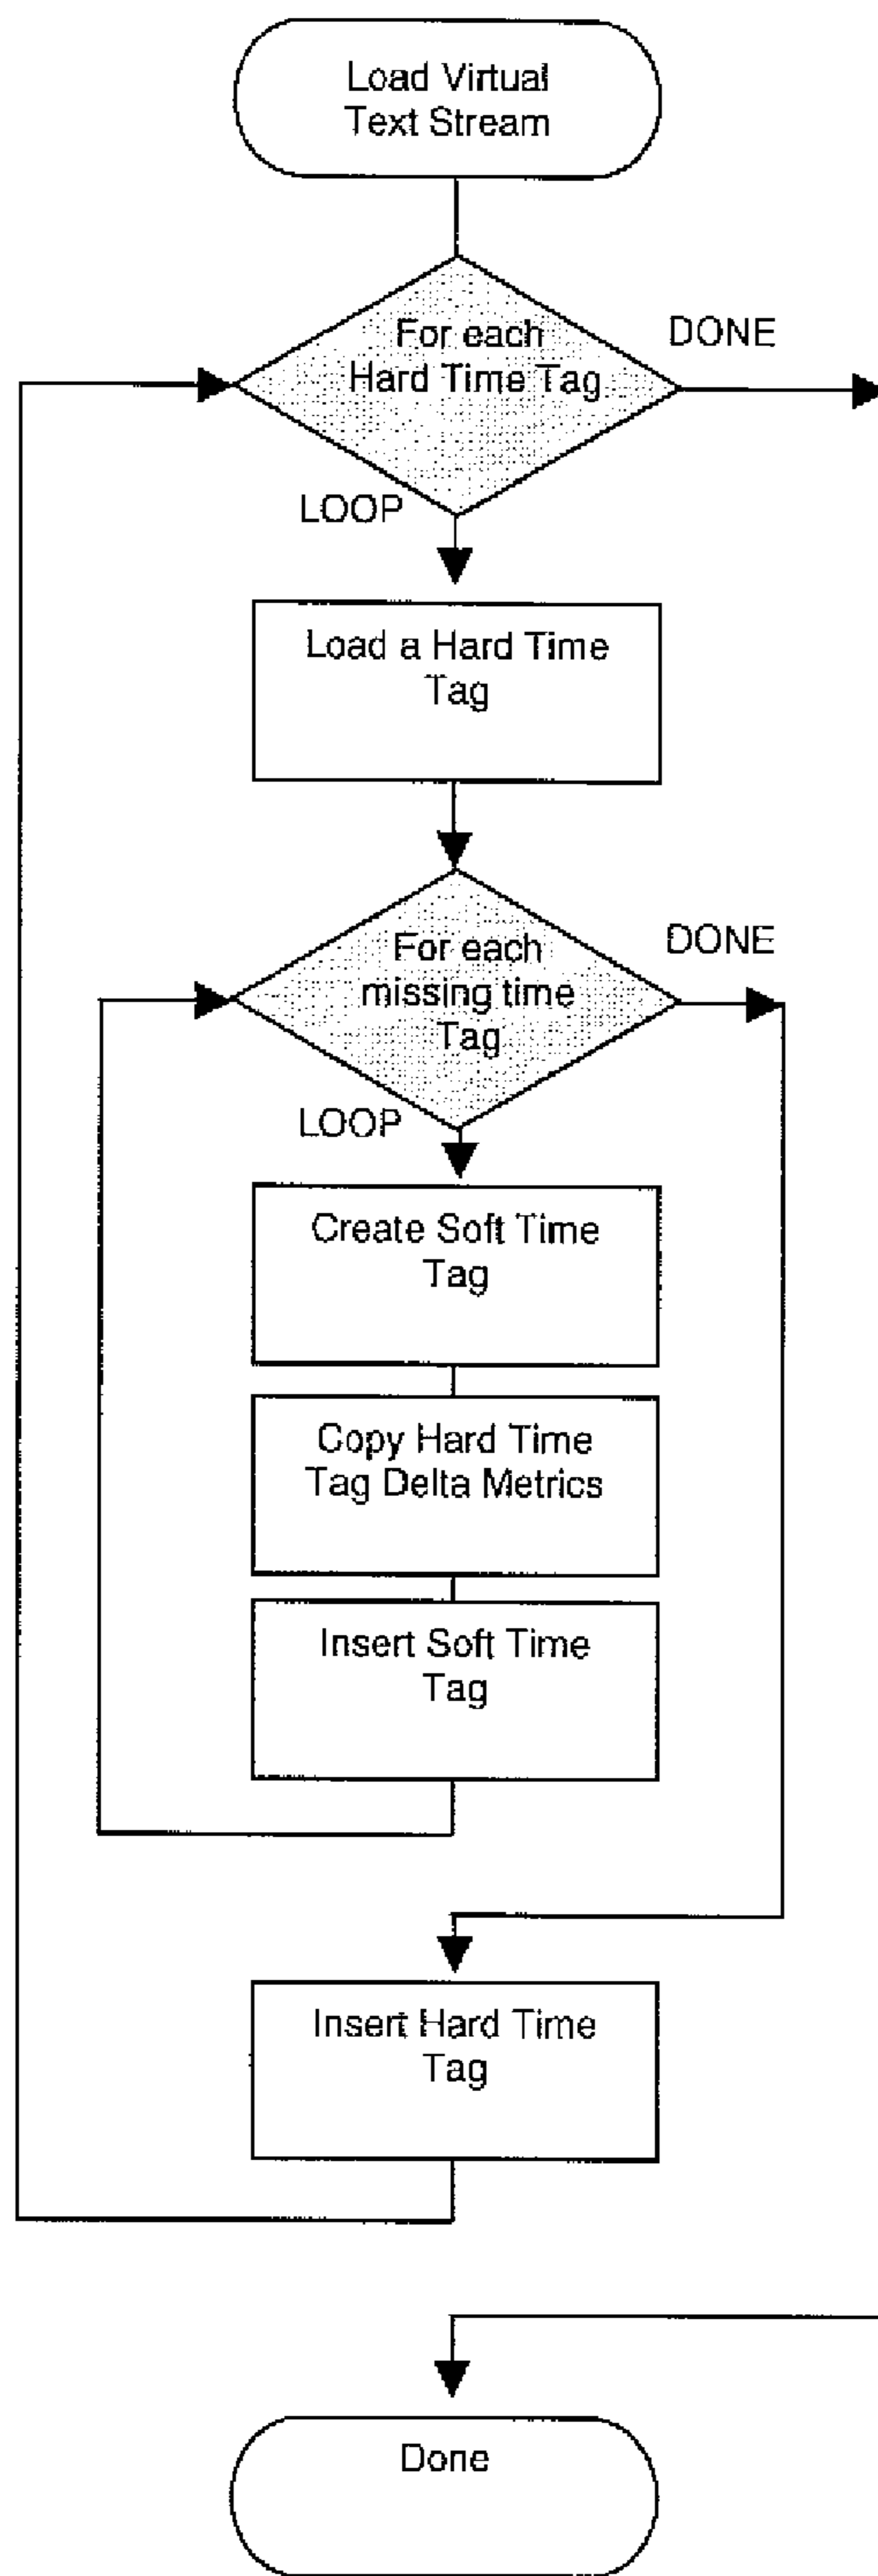 Load Virtual
Text Stream
For each
Hard Time Tag
DONE
LOOP
Load a Hard Time
Tag
For each
missing time
Tag
DONE
LOOP
Create Soft Time
Tag
Copy Hard Time
Tag Delta Metrics
Insert Soft Time
Tag
Insert Hard Time
Tag
Done